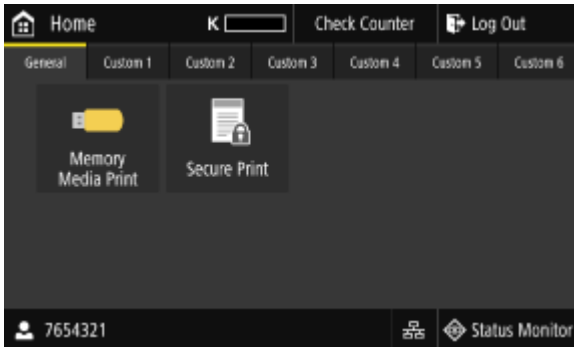 Home
K
Check Counter
Log Out
General
Custom 1
Custom 2
Custom 3
Custom 4
Custom 5
Custom 6
Memory
Media Print
Secure Print
7654321
Status Monitor